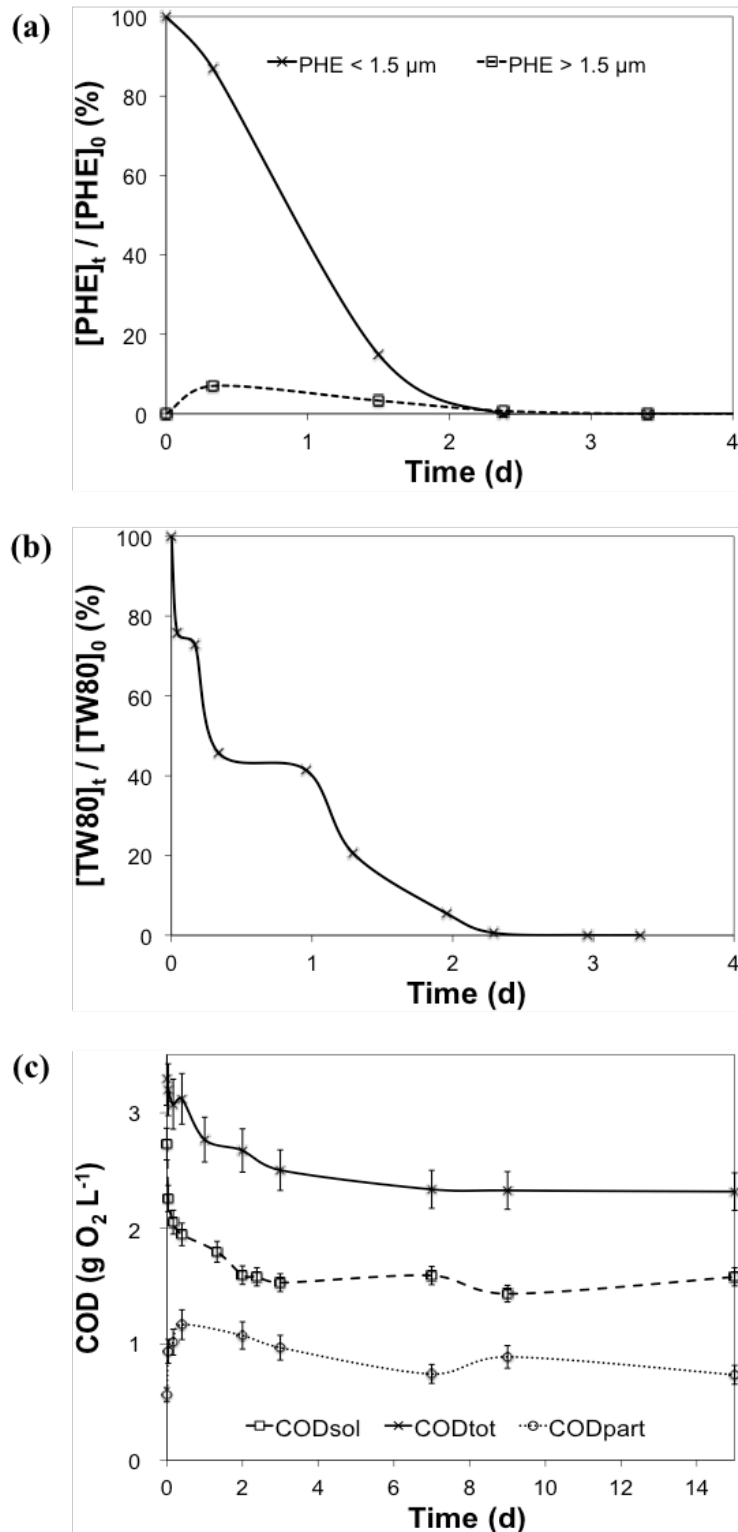 (a)
[PHE]t / [PHE]0 (%)
100
80
60
40
20
0
PHE < 1.5 µm
PHE > 1.5 µm
0 1 2 3 4
Time (d)
(b)
[TW80]t / [TW80]0 (%)
100
80
60
40
20
0
0 1 2 3 4
Time (d)
(c)
COD (g O2 L-1)
3
2
1
0
CODsol CODtot CODpart
0 2 4 6 8 10 12 14
Time (d)